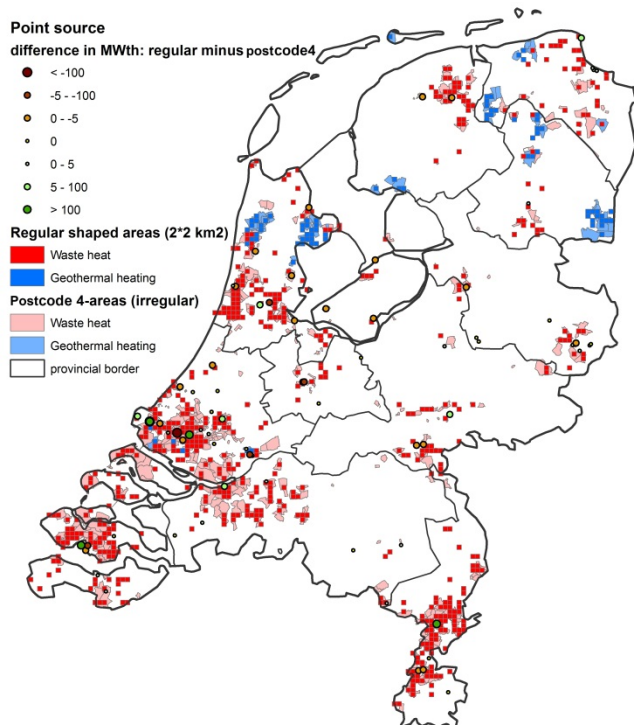 Point source
difference in MWth: regular minus postcode4
< -100
-5 - -100
0 - -5
0
0 - 5
5 - 100
> 100
Regular shaped areas (2*2 km2)
Waste heat
Geothermal heating
Postcode 4-areas (irregular)
Waste heat
Geothermal heating
provincial border